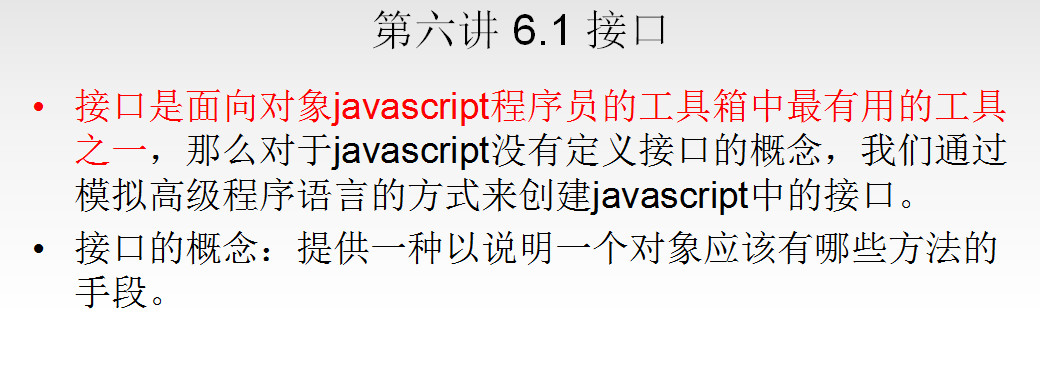 第六讲 6.1 接口
• 接口是面向对象javascript程序员的工具箱中最有用的工具
之一，那么对于javascript没有定义接口的概念，我们通过
模拟高级程序语言的方式来创建javascript中的接口。
• 接口的概念：提供一种以说明一个对象应该有哪些方法的
手段。